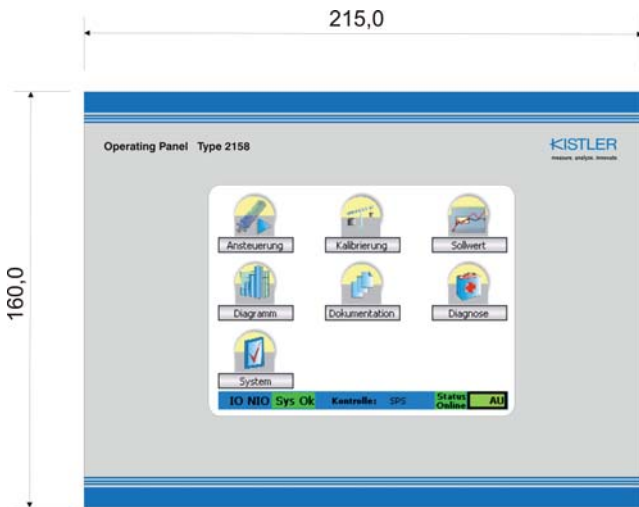 215,0
160,0
Operating Panel Type 2158
KISTLER
measure. analyze. innovate.
Ansteuerung
Kalibrierung
Sollwert
Diagramm
Dokumentation
Diagnose
System
IO NIO Sys Ok Kontrolle: SPS Status Online AU